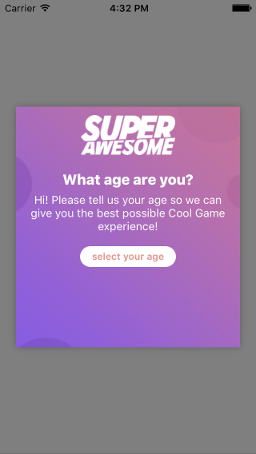 Carrier 4:32 PM
SUPER
AWESOME
What age are you?
Hi! Please tell us your age so we can
give you the best possible Cool Game
experience!
select your age